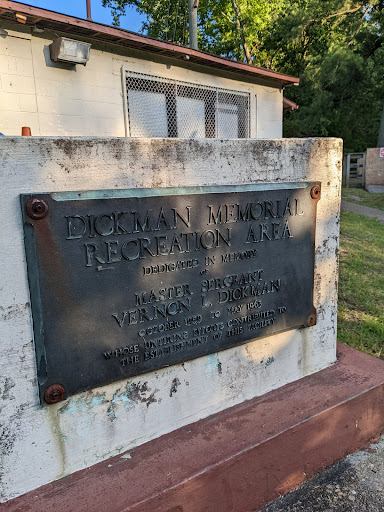 DICKMAN MEMORIAL
RECREATION AREA
DEDICATED IN MEMORY
OF
MASTER SERGEANT
VERNON L. DICKMAN
OCTOBER TO MAY 1963
WHOSE UNTIRING EFFORTS CONTRIBUTED TO
THE ESTABLISHMENT OF THIS FACILITY